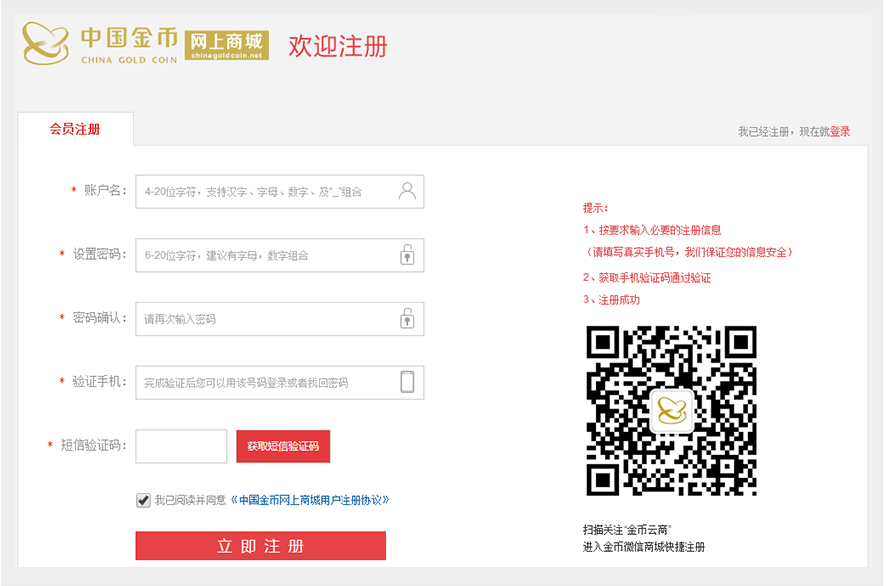 中国金币
CHINA GOLD COIN
网上商城
chinagoldcoin.net
欢迎注册
会员注册
我已经注册，现在就登录
* 账户名：
4-20位字符，支持汉字、字母、数字、及"_"组合
* 设置密码：
6-20位字符，建议有字母，数字组合
* 密码确认：
请再次输入密码
* 验证手机：
完成验证后您可以用该号码登录或者找回密码
* 短信验证码：
获取短信验证码
我已阅读并同意《中国金币网上商城用户注册协议》
立即注册
提示：
1、按要求输入必要的注册信息
（请填写真实手机号，我们保证您的信息安全）
2、获取手机验证码通过验证
3、注册成功
扫描关注"金币云商"
进入金币微信商城快捷注册